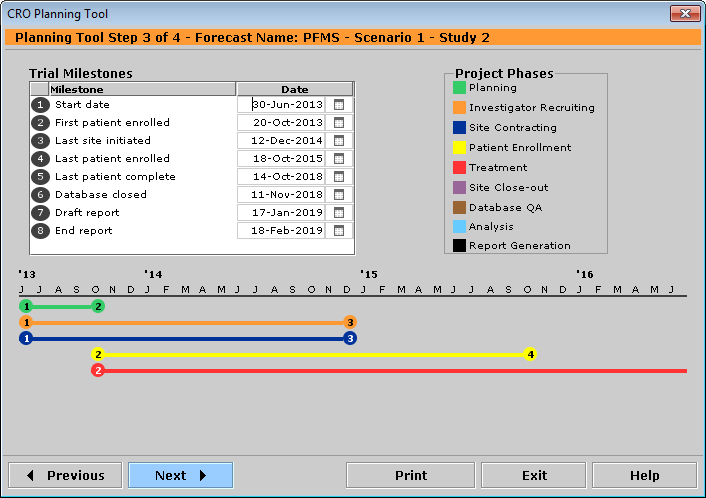 CRO Planning Tool
Planning Tool Step 3 of 4 - Forecast Name: PFMS - Scenario 1 - Study 2
Trial Milestones
Milestone Date
1 Start date 30-Jun-2013
2 First patient enrolled 20-Oct-2013
3 Last site initiated 12-Dec-2014
4 Last patient enrolled 18-Oct-2015
5 Last patient complete 14-Oct-2018
6 Database closed 11-Nov-2018
7 Draft report 17-Jan-2019
8 End report 18-Feb-2019
Project Phases
Planning
Investigator Recruiting
Site Contracting
Patient Enrollment
Treatment
Site Close-out
Database QA
Analysis
Report Generation
'13 '14 '15 '16
J J A S O N D J F M A M J J A S O N D J F M A M J J A S O N D J F M A M J
1 2
1 3
1 3
2 4
2
Previous Next Print Exit Help